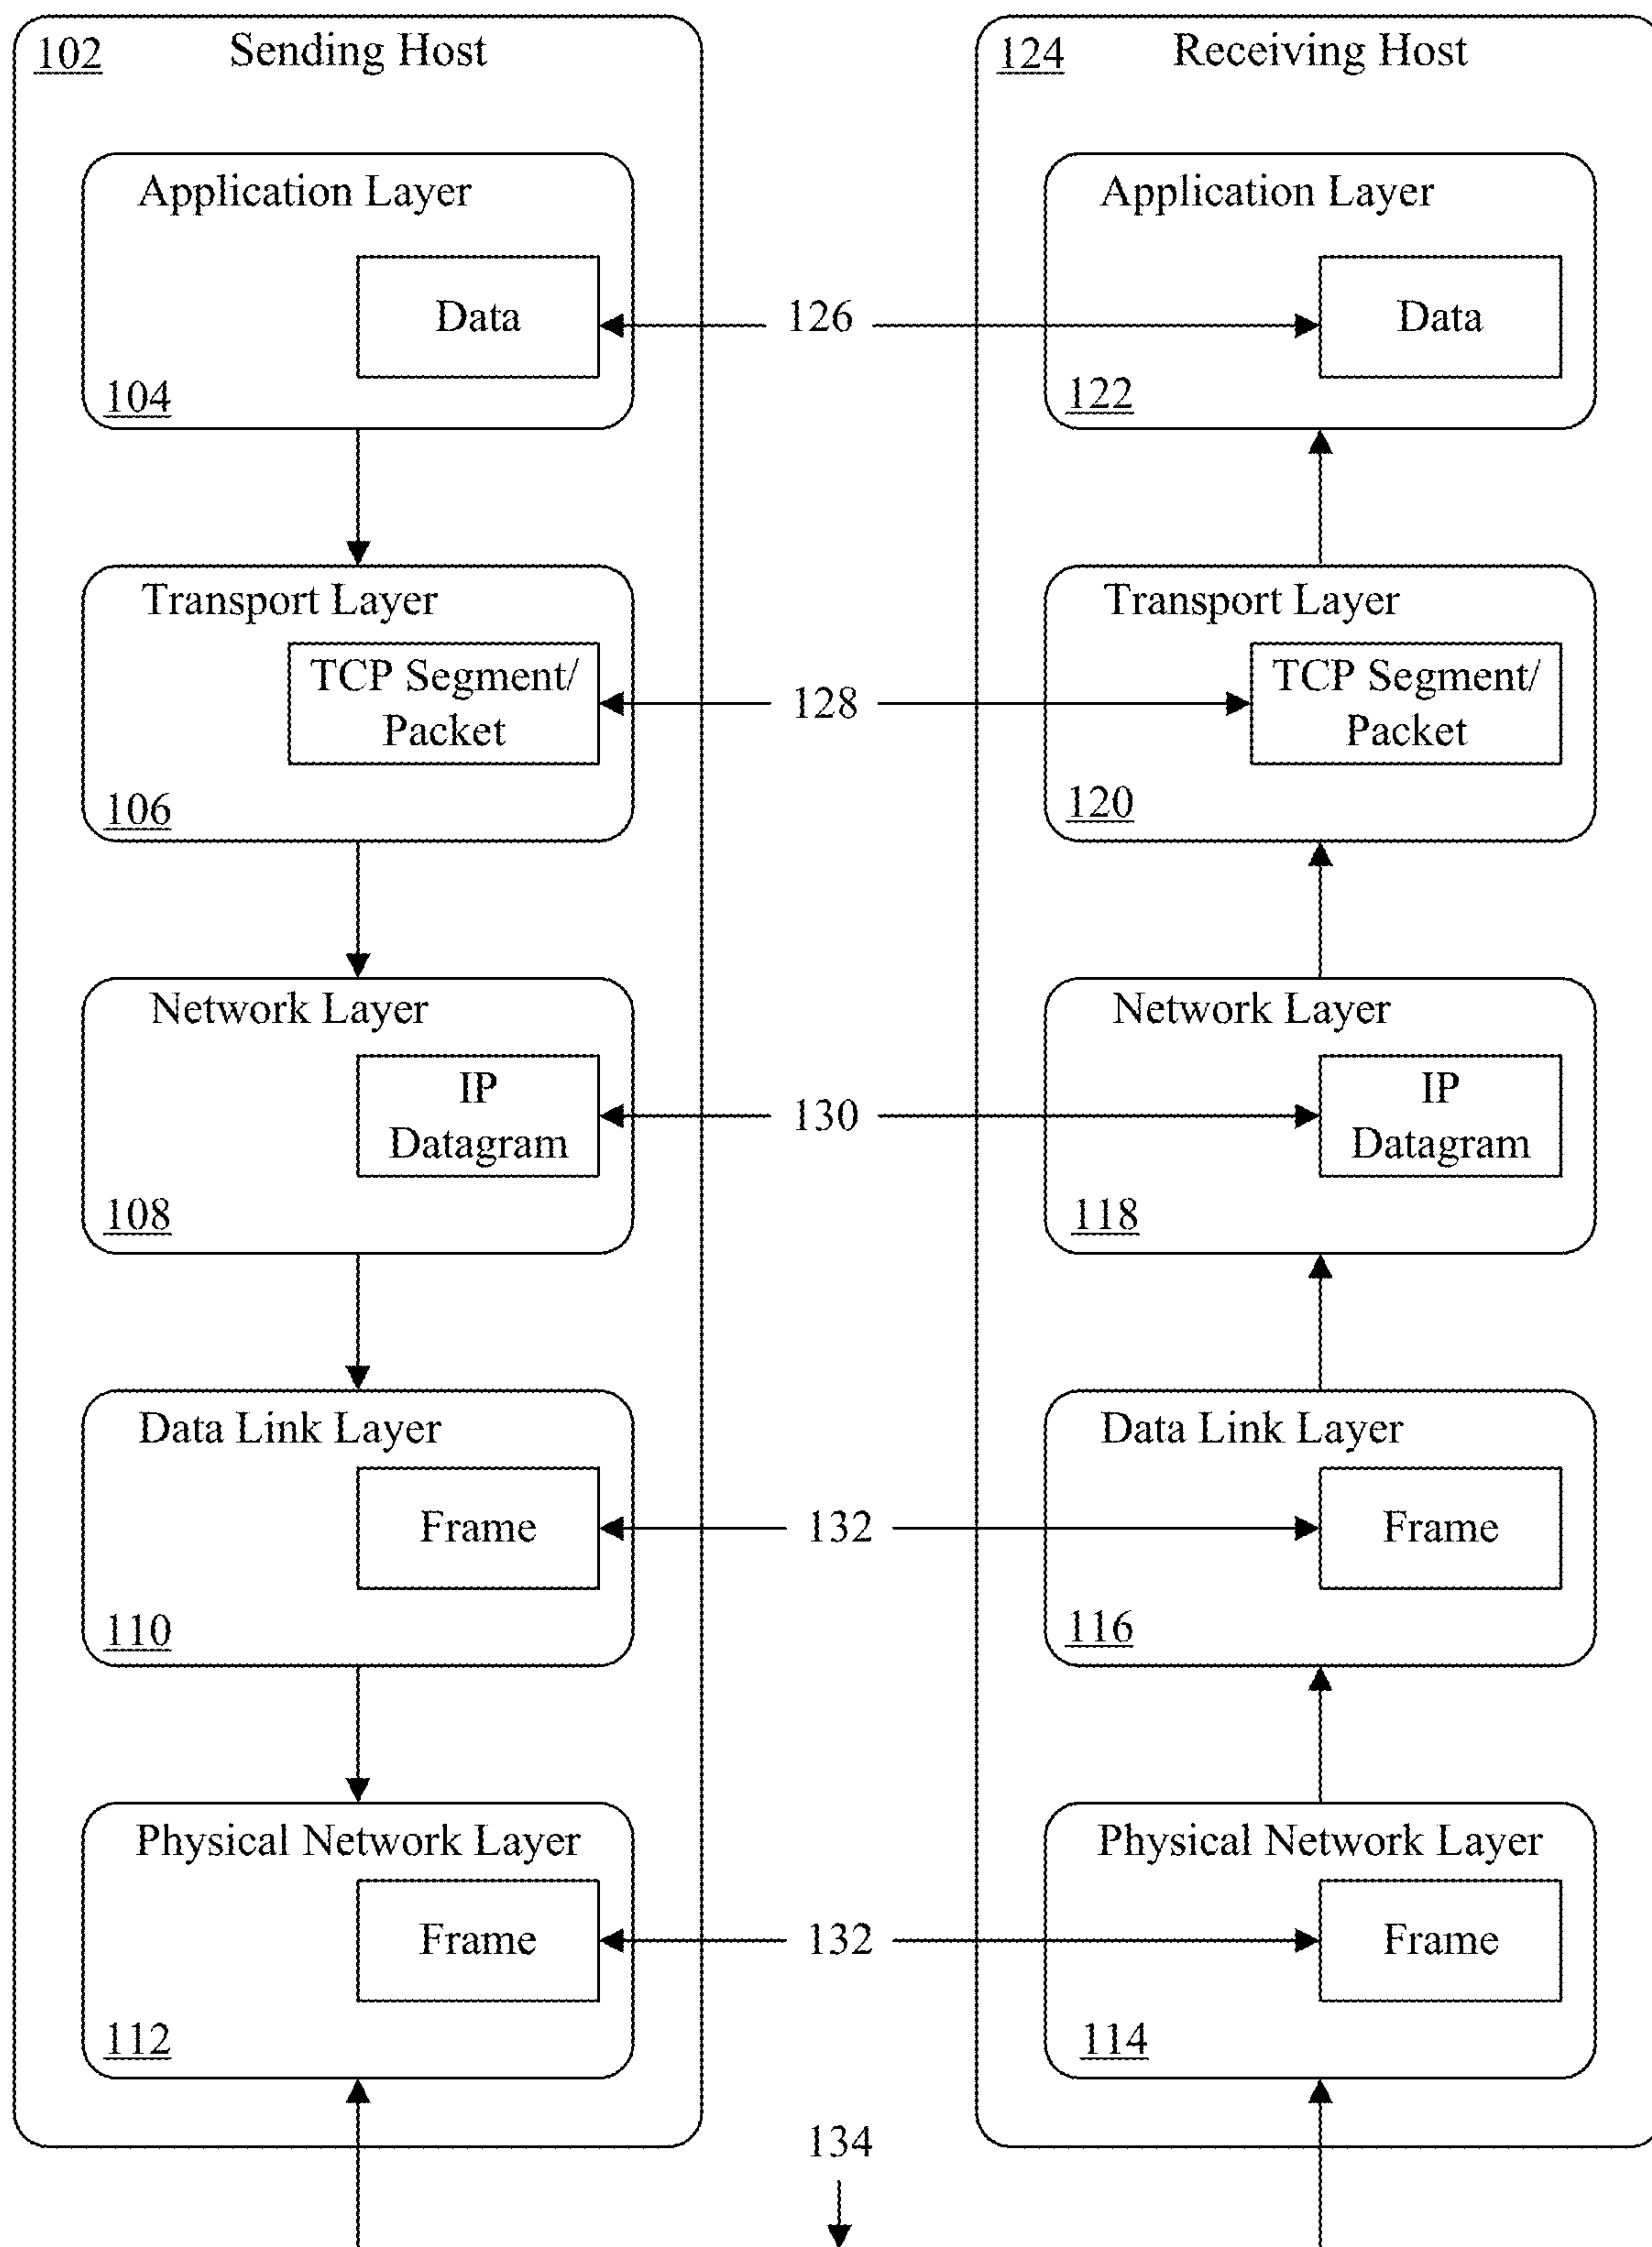 102 Sending Host
Application Layer
Data
104
Transport Layer
TCP Segment/
Packet
106
Network Layer
IP
Datagram
108
Data Link Layer
Frame
110
Physical Network Layer
Frame
112
126
128
130
132
132
134
124 Receiving Host
Application Layer
Data
122
Transport Layer
TCP Segment/
Packet
120
Network Layer
IP
Datagram
118
Data Link Layer
Frame
116
Physical Network Layer
Frame
114